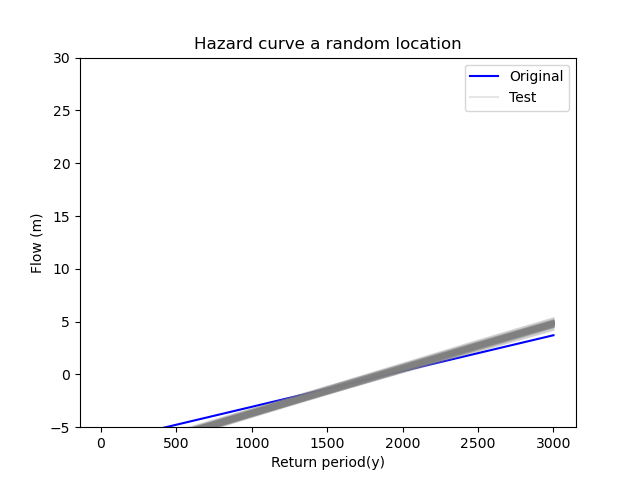 Hazard curve a random location
Original
Test
30
25
20
15
10
5
0
−5
Flow (m)
0 500 1000 1500 2000 2500 3000
Return period(y)